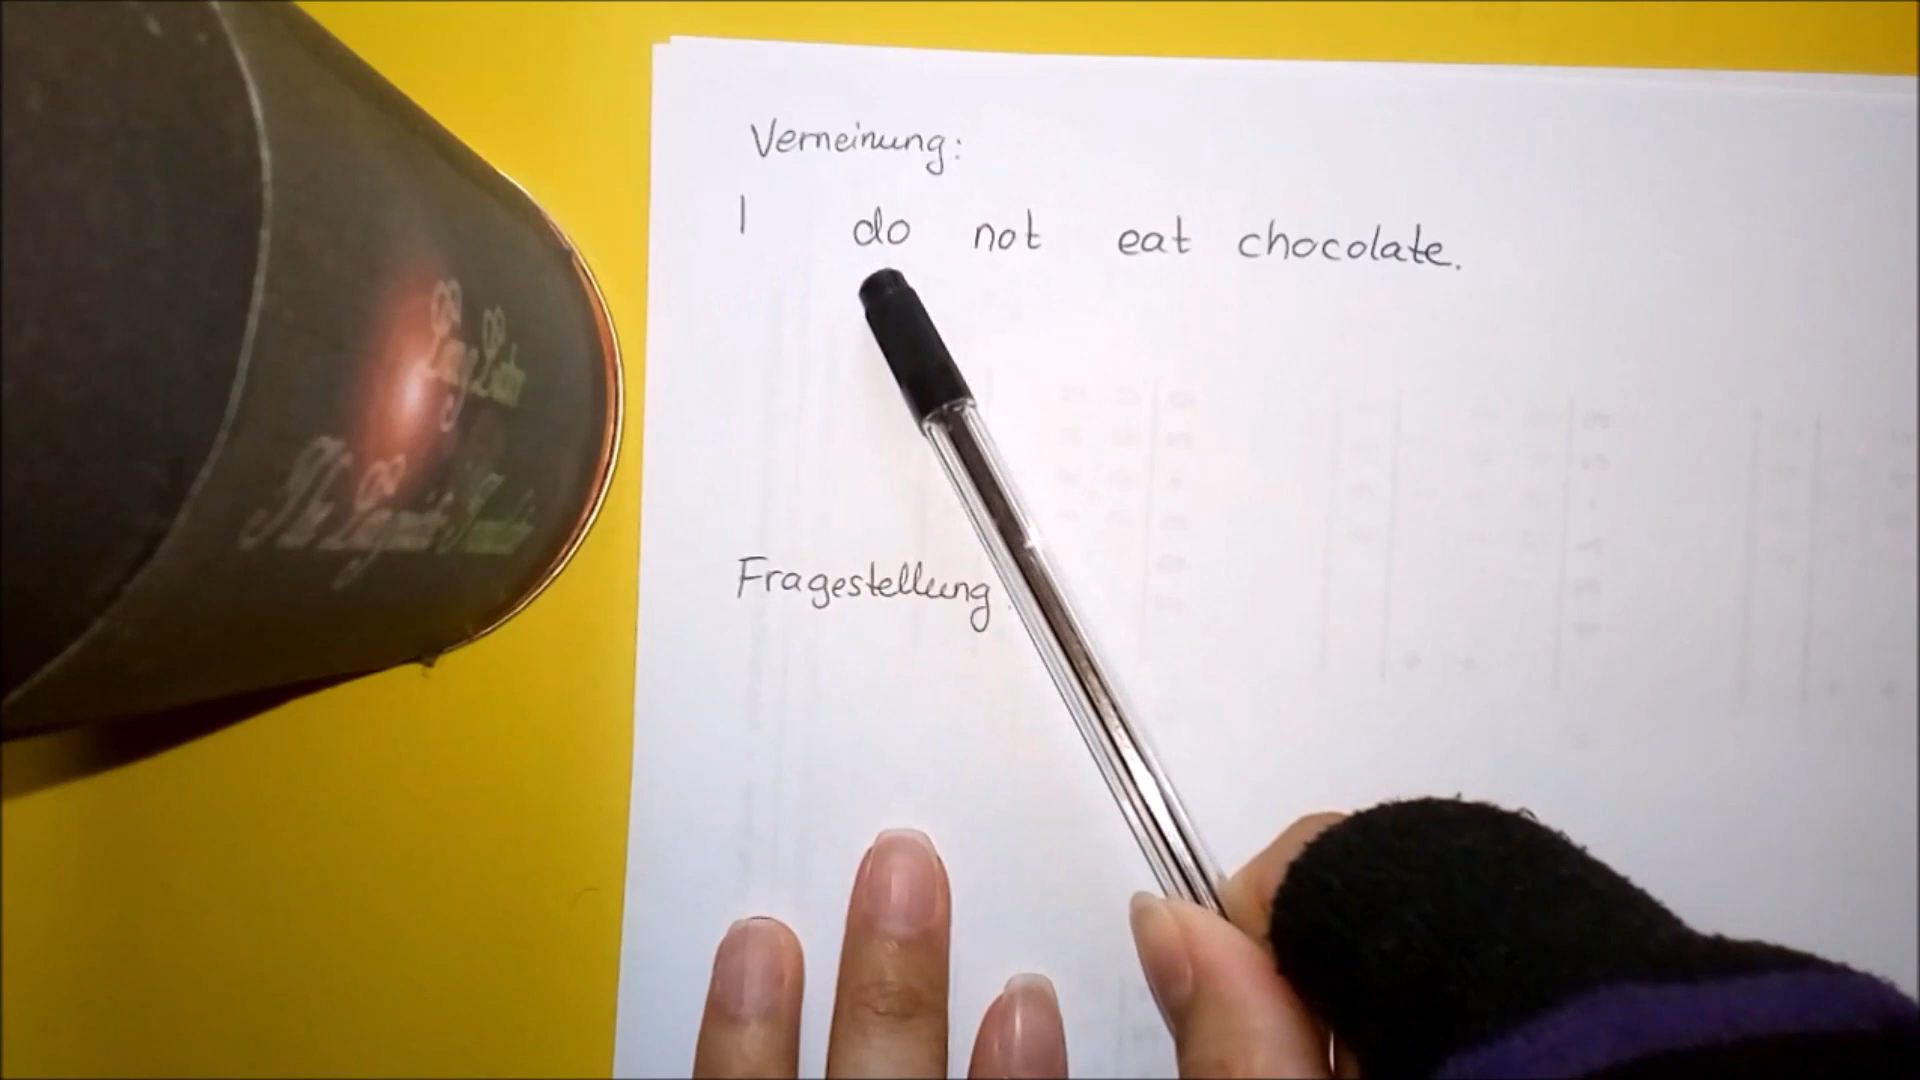 Verneinung:
I do not eat chocolate.
Fragestellung